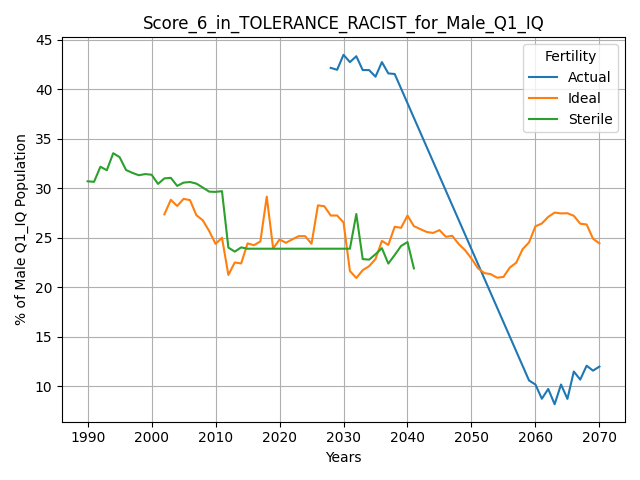 Score_6_in_TOLERANCE_RACIST_for_Male_Q1_IQ
Fertility
Actual
Ideal
Sterile
% of Male Q1_IQ Population
45
40
35
30
25
20
15
10
1990 2000 2010 2020 2030 2040 2050 2060 2070
Years